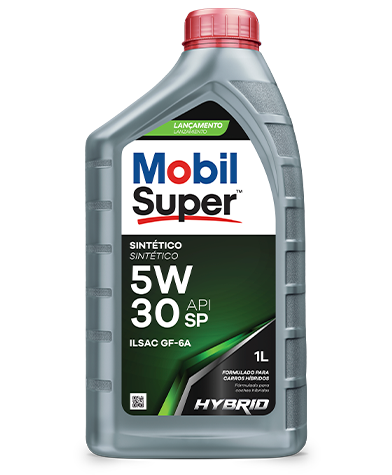 LANÇAMENTO
LANZAMIENTO
Mobil
Super™
SINTÉTICO
SINTÉTICO
5W
30 API SP
ILSAC GF-6A
1L
FORMULADO PARA
CARROS HÍBRIDOS
Formulado para
coches híbridos
HYBRID